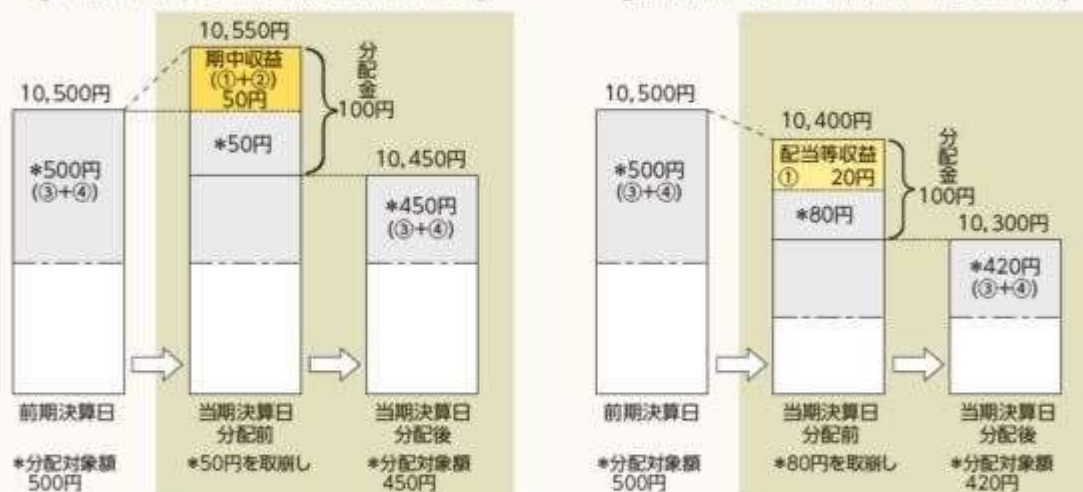 10,550円
期中収益
(①+②)
50円
分配金
100円
10,500円
*500円
(③+④)
*50円
10,450円
*450円
(③+④)
前期決算日
当期決算日
分配前
当期決算日
分配後
*分配対象額
500円
*50円を取崩し
*分配対象額
450円
10,500円
*500円
(③+④)
10,400円
配当等収益
① 20円
*80円
分配金
100円
10,300円
*420円
(③+④)
前期決算日
当期決算日
分配前
当期決算日
分配後
*分配対象額
500円
*80円を取崩し
*分配対象額
420円